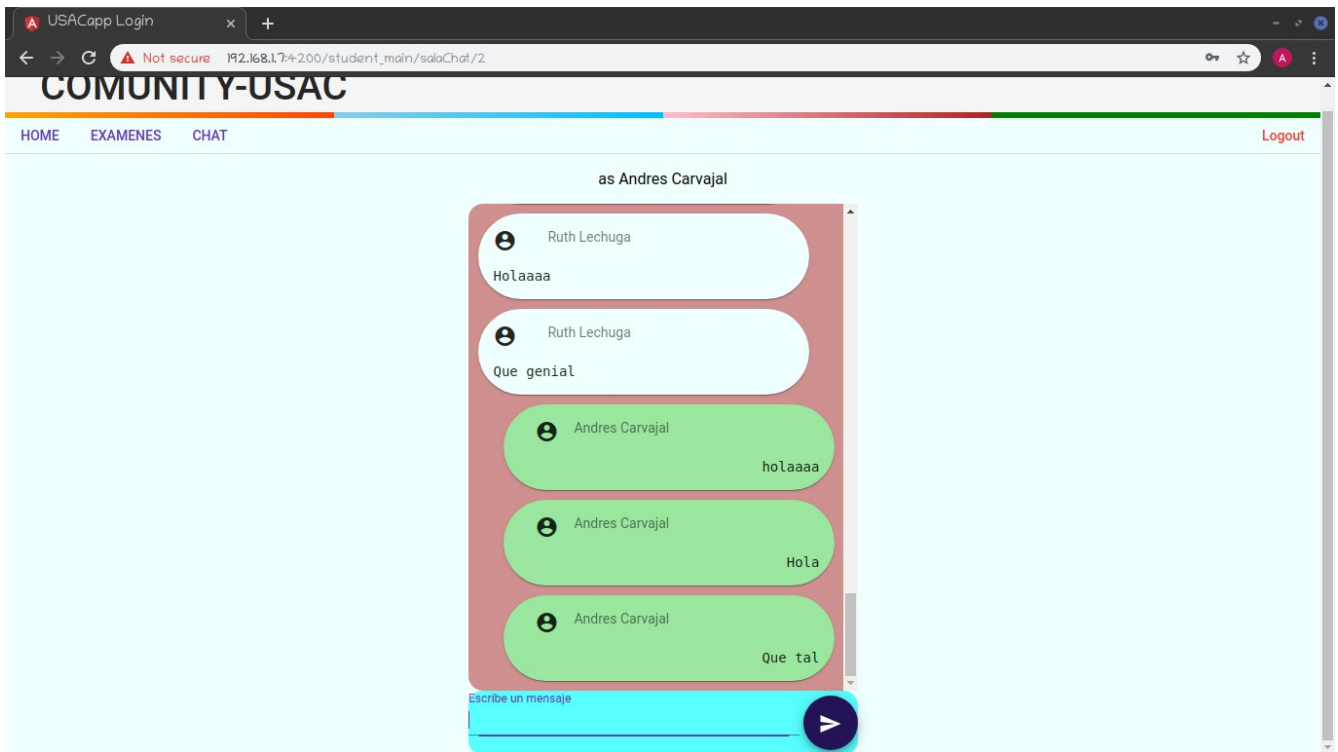 USACapp Login
Not secure 192.168.1.7:4200/student_main/salaChat/2
A
COMUNITY-USAC
HOME EXAMENES CHAT Logout
as Andres Carvajal
Ruth Lechuga
Holaaaa
Ruth Lechuga
Que genial
Andres Carvajal
holaaaa
Andres Carvajal
Hola
Andres Carvajal
Que tal
Escribe un mensaje